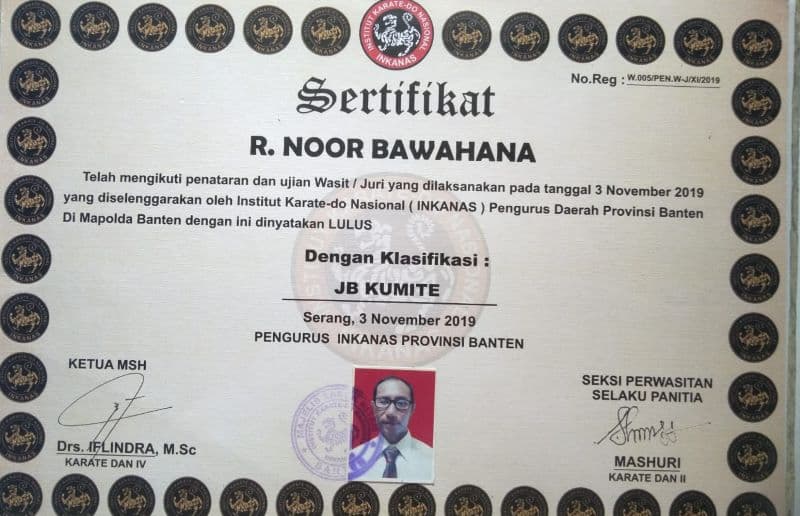 INSTITUT KARATE-DO NASIONAL
INKANAS
No.Reg : W.005/PEN.W-J/XI/2019
Sertifikat
R. NOOR BAWAHANA
Telah mengikuti penataran dan ujian Wasit / Juri yang dilaksanakan pada tanggal 3 November 2019
yang diselenggarakan oleh Institut Karate-do Nasional ( INKANAS ) Pengurus Daerah Provinsi Banten
Di Mapolda Banten dengan ini dinyatakan LULUS
Dengan Klasifikasi :
JB KUMITE
Serang, 3 November 2019
PENGURUS INKANAS PROVINSI BANTEN
KETUA MSH
Drs. IFLINDRA, M.Sc
KARATE DAN IV
SEKSI PERWASITAN
SELAKU PANITIA
MASHURI
KARATE DAN II